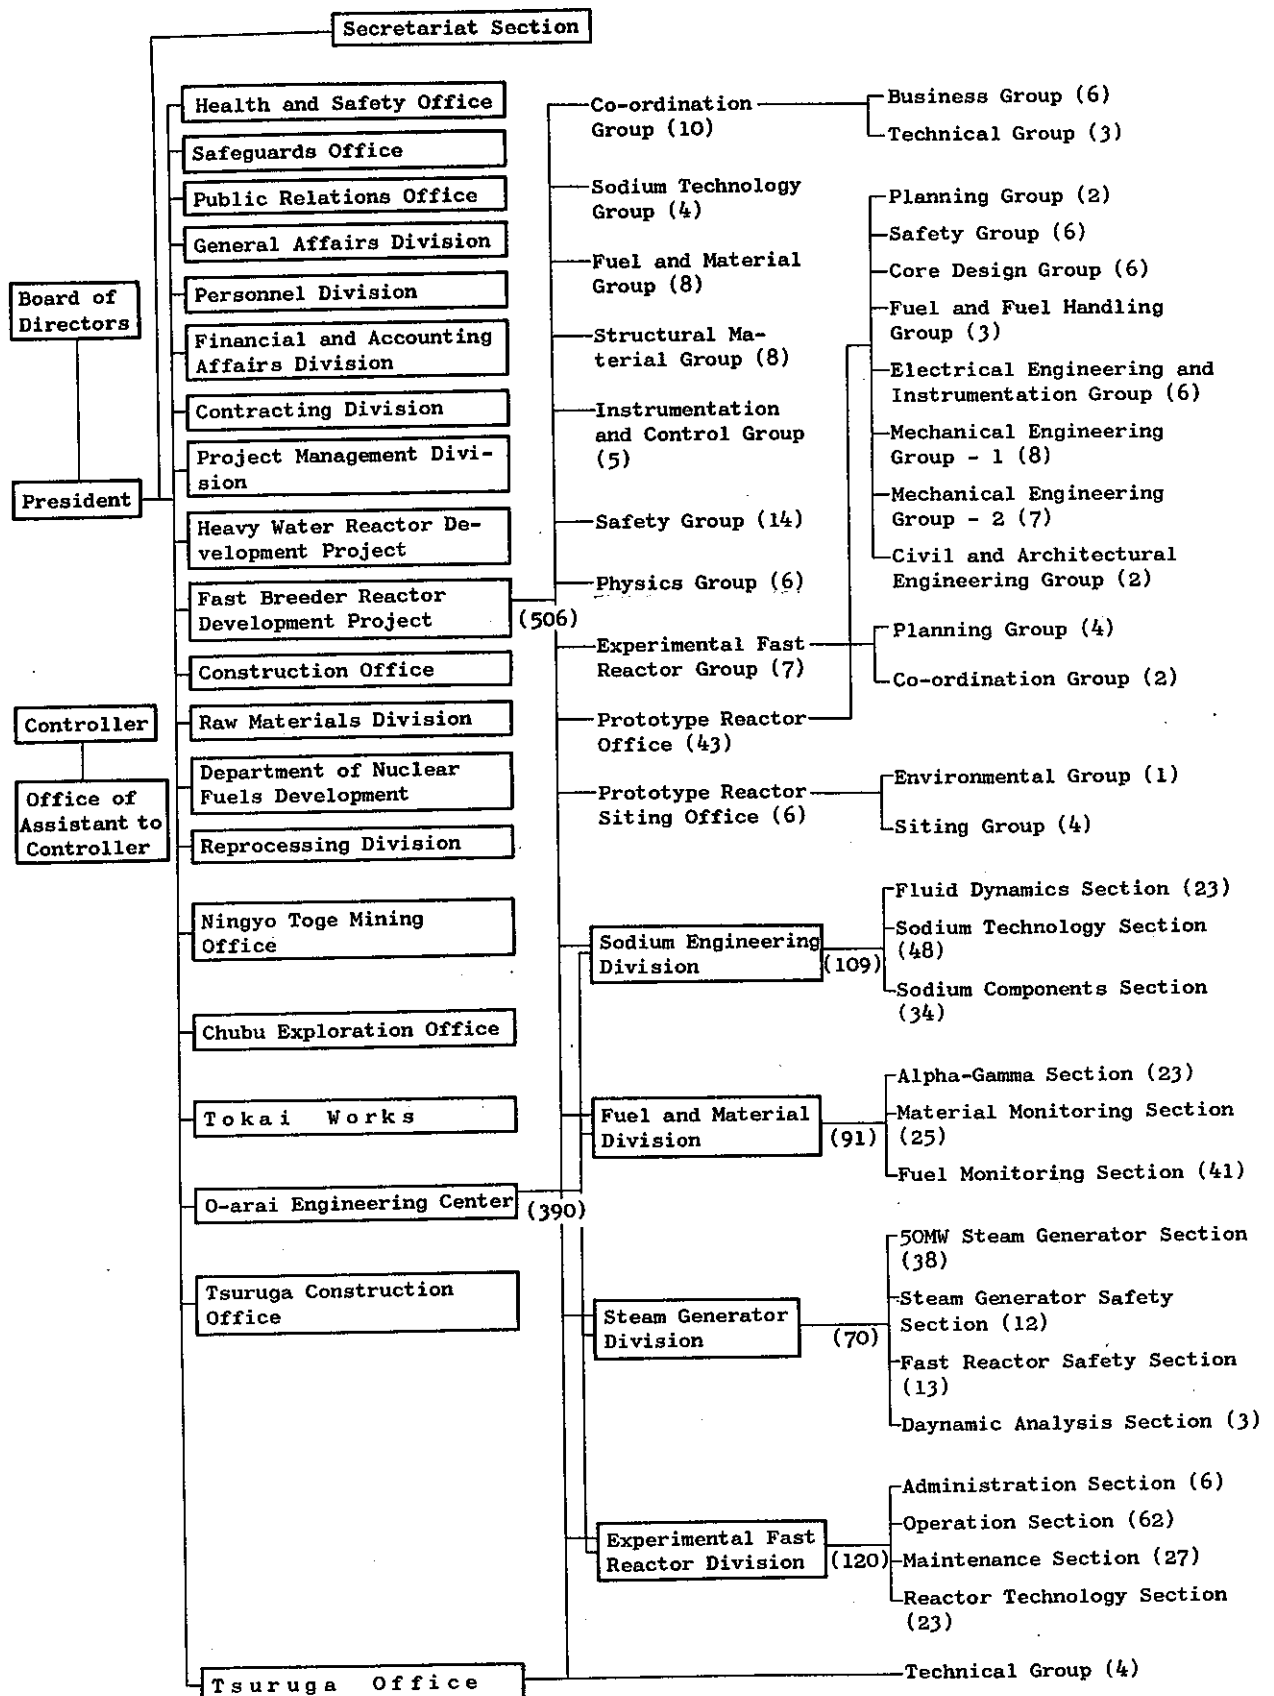 Secretariat Section
Health and Safety Office
Safeguards Office
Public Relations Office
General Affairs Division
Personnel Division
Financial and Accounting
Affairs Division
Contracting Division
Project Management Divi-
sion
Heavy Water Reactor De-
velopment Project
Fast Breeder Reactor
Development Project
(506)
Construction Office
Raw Materials Division
Department of Nuclear
Fuels Development
Reprocessing Division
Ningyo Toge Mining
Office
Chubu Exploration Office
Tokai Works
O-arai Engineering Center
(390)
Tsuruga Construction
Office
Tsuruga Office
Board of
Directors
President
Controller
Office of
Assistant to
Controller
Co-ordination
Group (10)
Sodium Technology
Group (4)
Fuel and Material
Group (8)
Structural Ma-
terial Group (8)
Instrumentation
and Control Group
(5)
Safety Group (14)
Physics Group (6)
Experimental Fast
Reactor Group (7)
Prototype Reactor
Office (43)
Prototype Reactor
Siting Office (6)
Sodium Engineering
Division
(109)
Fuel and Material
Division
(91)
Steam Generator
Division
(70)
Experimental Fast
Reactor Division
(120)
Business Group (6)
Technical Group (3)
Planning Group (2)
Safety Group (6)
Core Design Group (6)
Fuel and Fuel Handling
Group (3)
Electrical Engineering and
Instrumentation Group (6)
Mechanical Engineering
Group - 1 (8)
Mechanical Engineering
Group - 2 (7)
Civil and Architectural
Engineering Group (2)
Planning Group (4)
Co-ordination Group (2)
Environmental Group (1)
Siting Group (4)
Fluid Dynamics Section (23)
Sodium Technology Section
(48)
Sodium Components Section
(34)
Alpha-Gamma Section (23)
Material Monitoring Section
(25)
Fuel Monitoring Section (41)
50MW Steam Generator Section
(38)
Steam Generator Safety
Section (12)
Fast Reactor Safety Section
(13)
Daynamic Analysis Section (3)
Administration Section (6)
Operation Section (62)
Maintenance Section (27)
Reactor Technology Section
(23)
Technical Group (4)